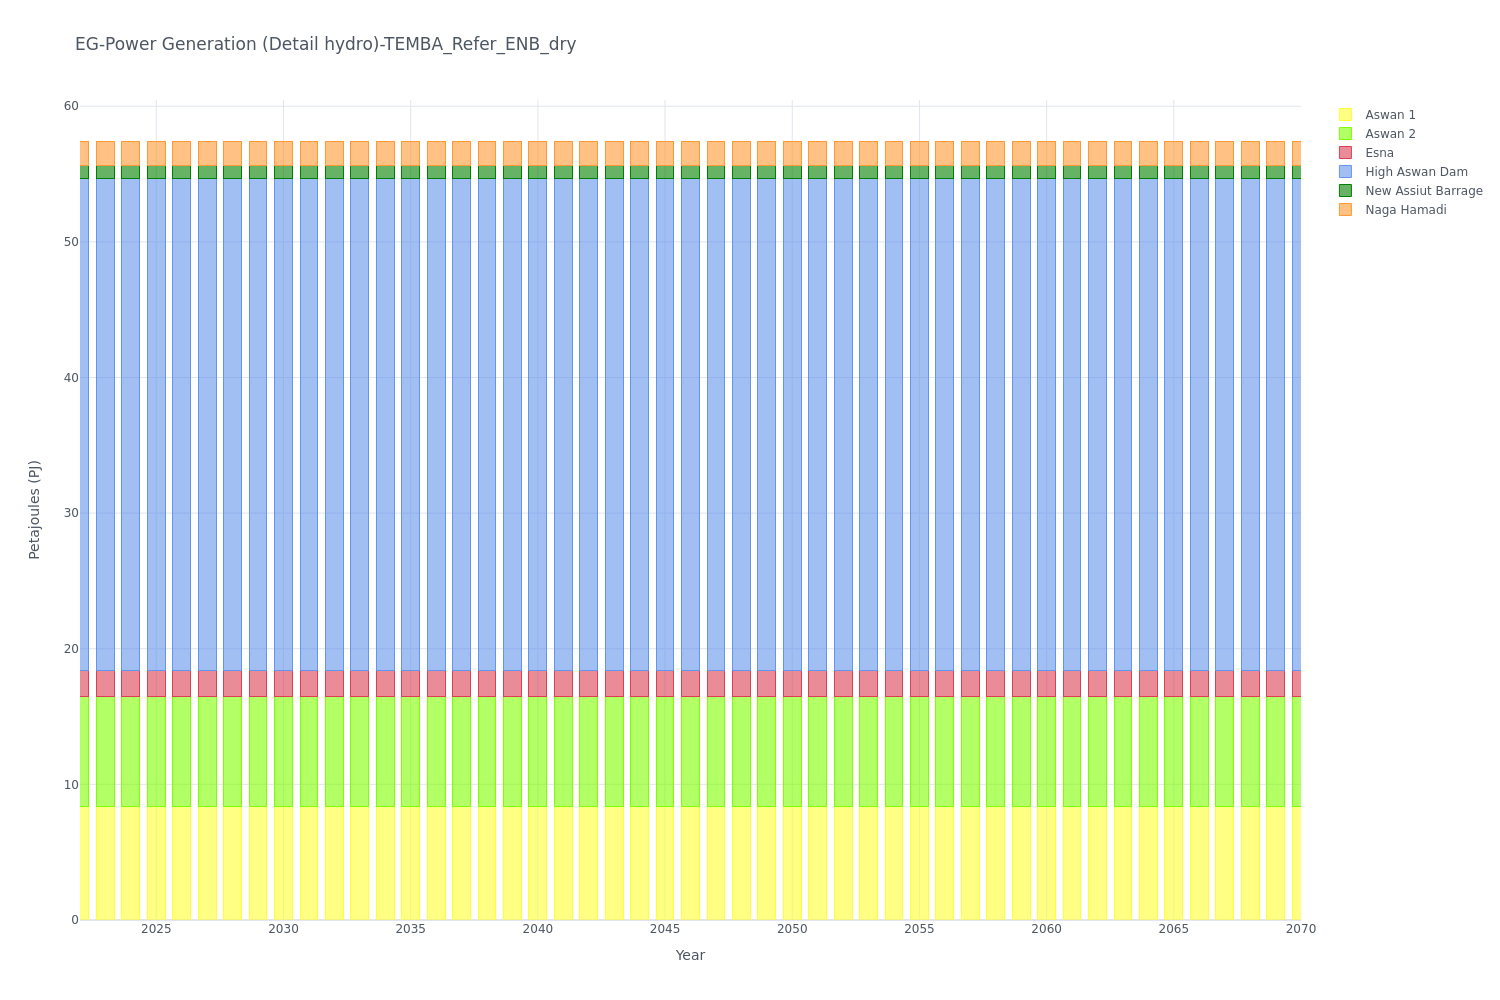 EG-Power Generation (Detail hydro)-TEMBA_Refer_ENB_dry
Aswan 1
Aswan 2
Esna
High Aswan Dam
New Assiut Barrage
Naga Hamadi
60
50
40
30
20
10
0
Petajoules (PJ)
2025 2030 2035 2040 2045 2050 2055 2060 2065 2070
Year